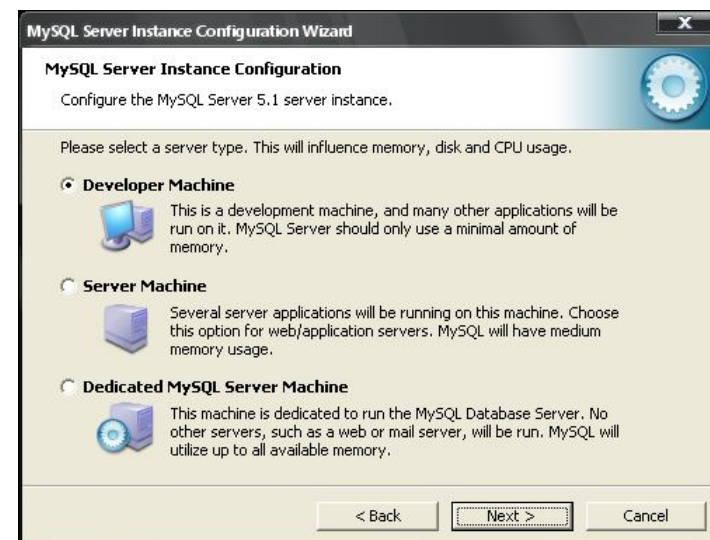 MySQL Server Instance Configuration Wizard
x
MySQL Server Instance Configuration
Configure the MySQL Server 5.1 server instance.
Please select a server type. This will influence memory, disk and CPU usage.
Developer Machine
This is a development machine, and many other applications will be
run on it. MySQL Server should only use a minimal amount of
memory.
Server Machine
Several server applications will be running on this machine. Choose
this option for web/application servers. MySQL will have medium
memory usage.
Dedicated MySQL Server Machine
This machine is dedicated to run the MySQL Database Server. No
other servers, such as a web or mail server, will be run. MySQL will
utilize up to all available memory.
< Back
Next >
Cancel